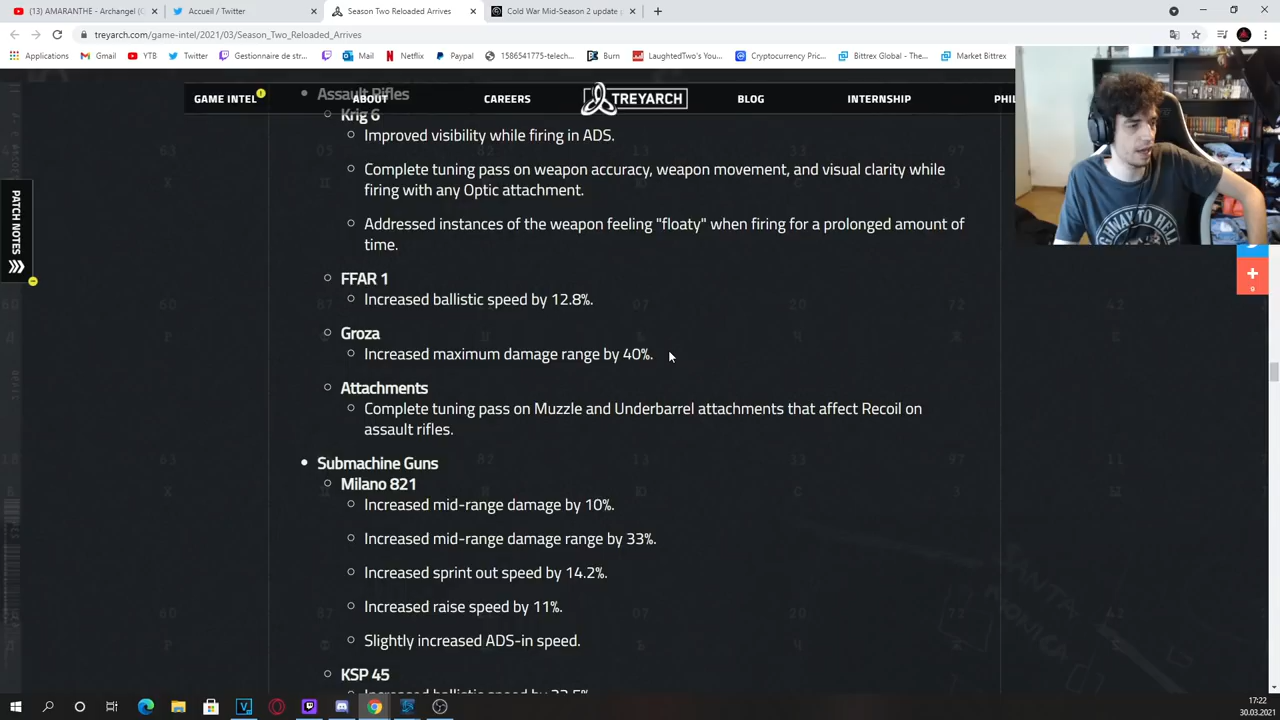 (13) AMARANTHE - Archangel (O
Accueil / Twitter
Season Two Reloaded Arrives
Cold War Mid-Season 2 update
treyarch.com/game-intel/2021/03/Season_Two_Reloaded_Arrives
Applications
Gmail
YTB
Twitter
Gestionnaire de str...
Mail
Netflix
Paypal
1586541775-telech...
Burn
LaughtedTwo's You...
Cryptocurrency Pric...
Bittrex Global - The...
Market Bittrex
GAME INTEL
ABOUT
CAREERS
TREYARCH
BLOG
INTERNSHIP
PHIL
PATCH NOTES
Assault Rifles
Krig 6
Improved visibility while firing in ADS.
Complete tuning pass on weapon accuracy, weapon movement, and visual clarity while
firing with any Optic attachment.
Addressed instances of the weapon feeling "floaty" when firing for a prolonged amount of
time.
FFAR 1
Increased ballistic speed by 12.8%.
Groza
Increased maximum damage range by 40%.
Attachments
Complete tuning pass on Muzzle and Underbarrel attachments that affect Recoil on
assault rifles.
Submachine Guns
Milano 821
Increased mid-range damage by 10%.
Increased mid-range damage range by 33%.
Increased sprint out speed by 14.2%.
Increased raise speed by 11%.
Slightly increased ADS-in speed.
KSP 45
9
17:22
30.03.2021